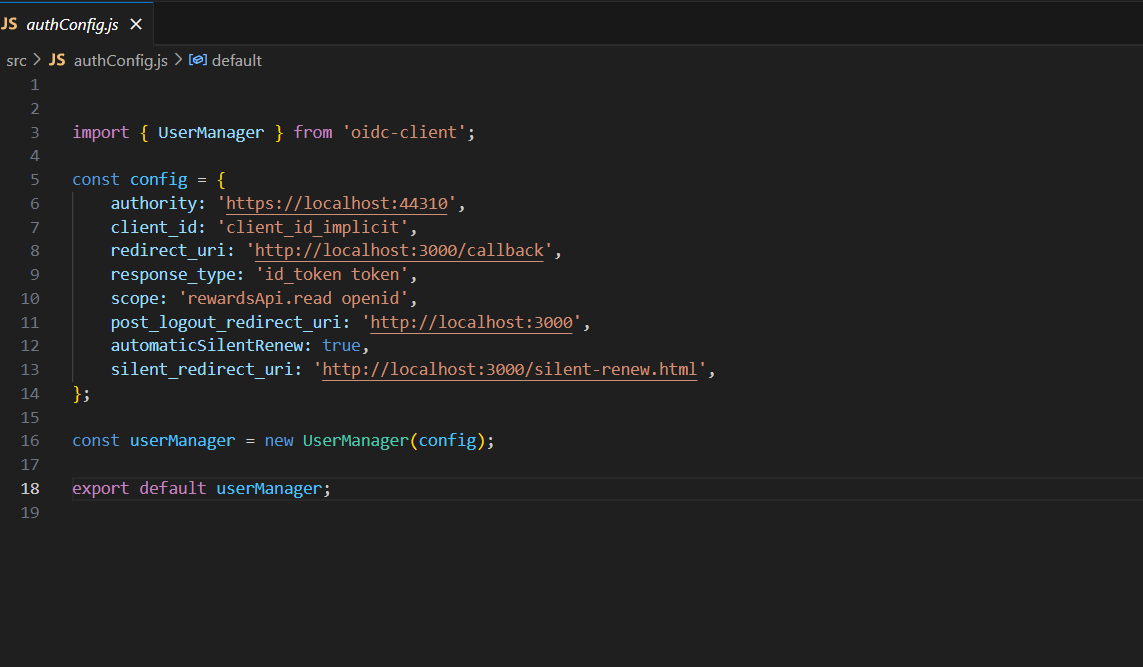 JS authConfig.js ×
src > JS authConfig.js > default
1
2
3 import { UserManager } from 'oidc-client';
4
5 const config = {
6 authority: 'https://localhost:44310',
7 client_id: 'client_id_implicit',
8 redirect_uri: 'http://localhost:3000/callback',
9 response_type: 'id_token token',
10 scope: 'rewardsApi.read openid',
11 post_logout_redirect_uri: 'http://localhost:3000',
12 automaticSilentRenew: true,
13 silent_redirect_uri: 'http://localhost:3000/silent-renew.html',
14 };
15
16 const userManager = new UserManager(config);
17
18 export default userManager;
19